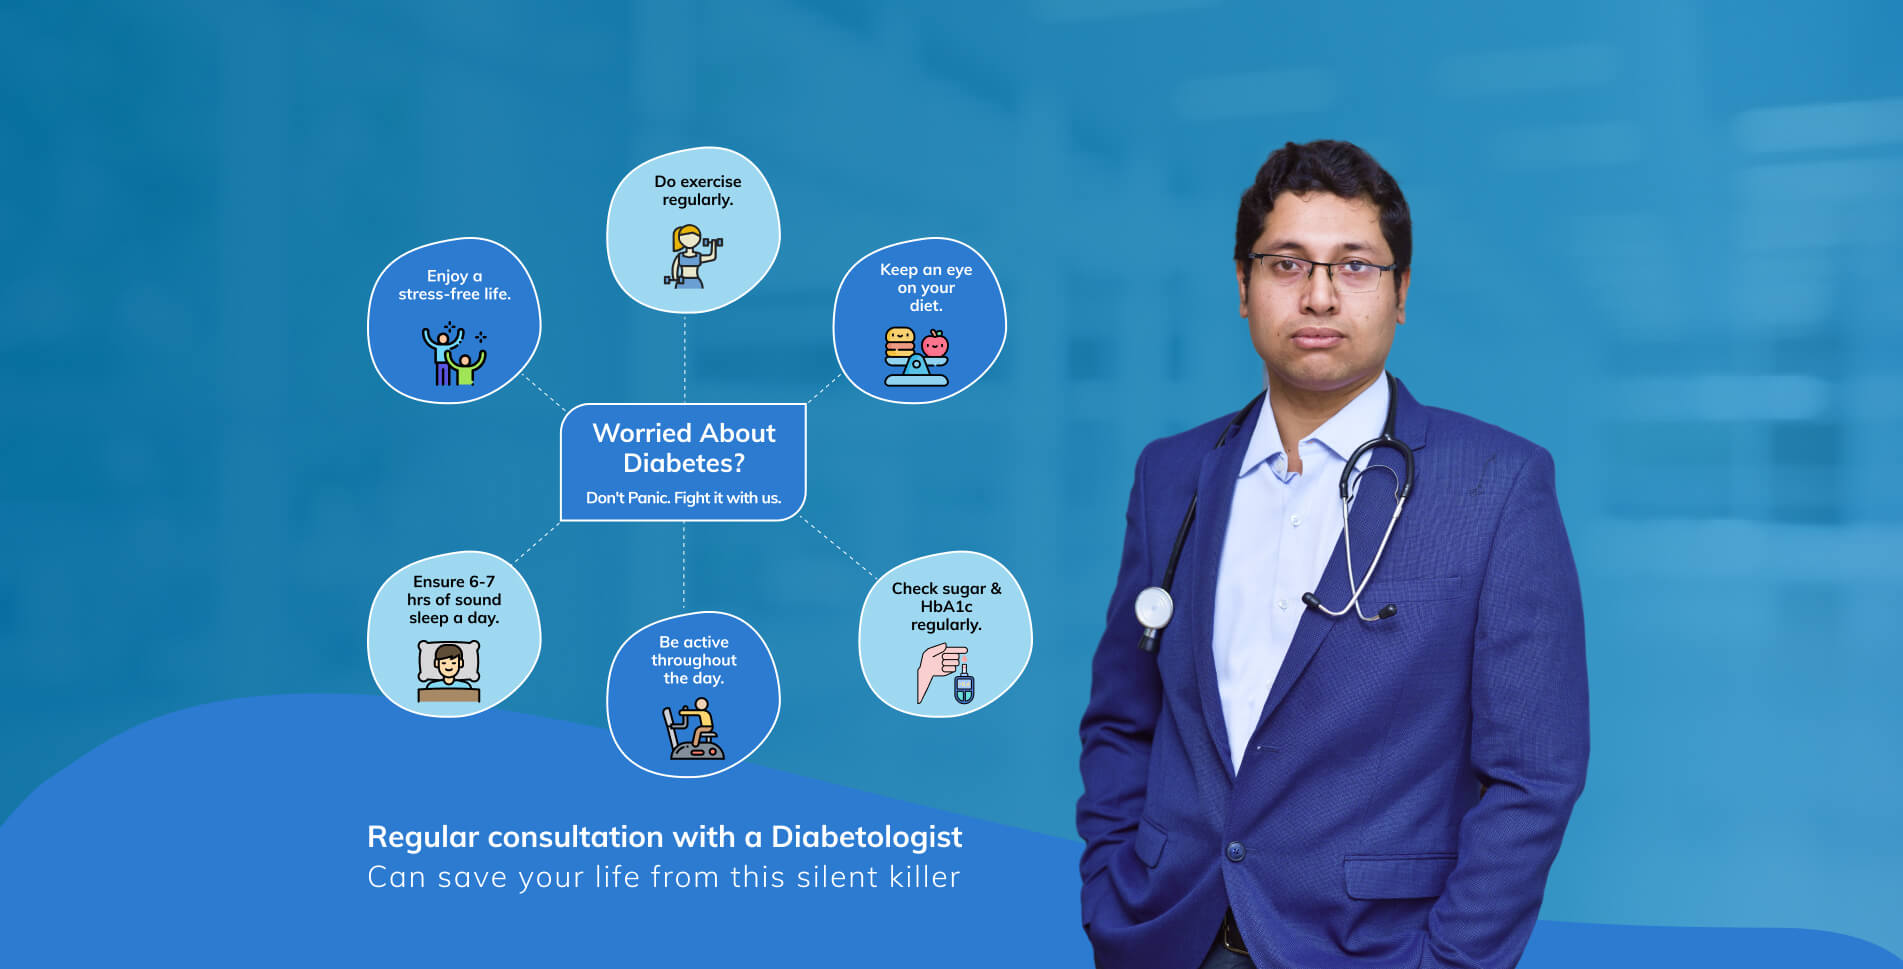 Do exercise
regularly.
Enjoy a
stress-free life.
Keep an eye
on your
diet.
Worried About
Diabetes?
Don't Panic. Fight it with us.
Ensure 6-7
hrs of sound
sleep a day.
Be active
throughout
the day.
Check sugar &
HbA1c
regularly.
Regular consultation with a Diabetologist
Can save your life from this silent killer